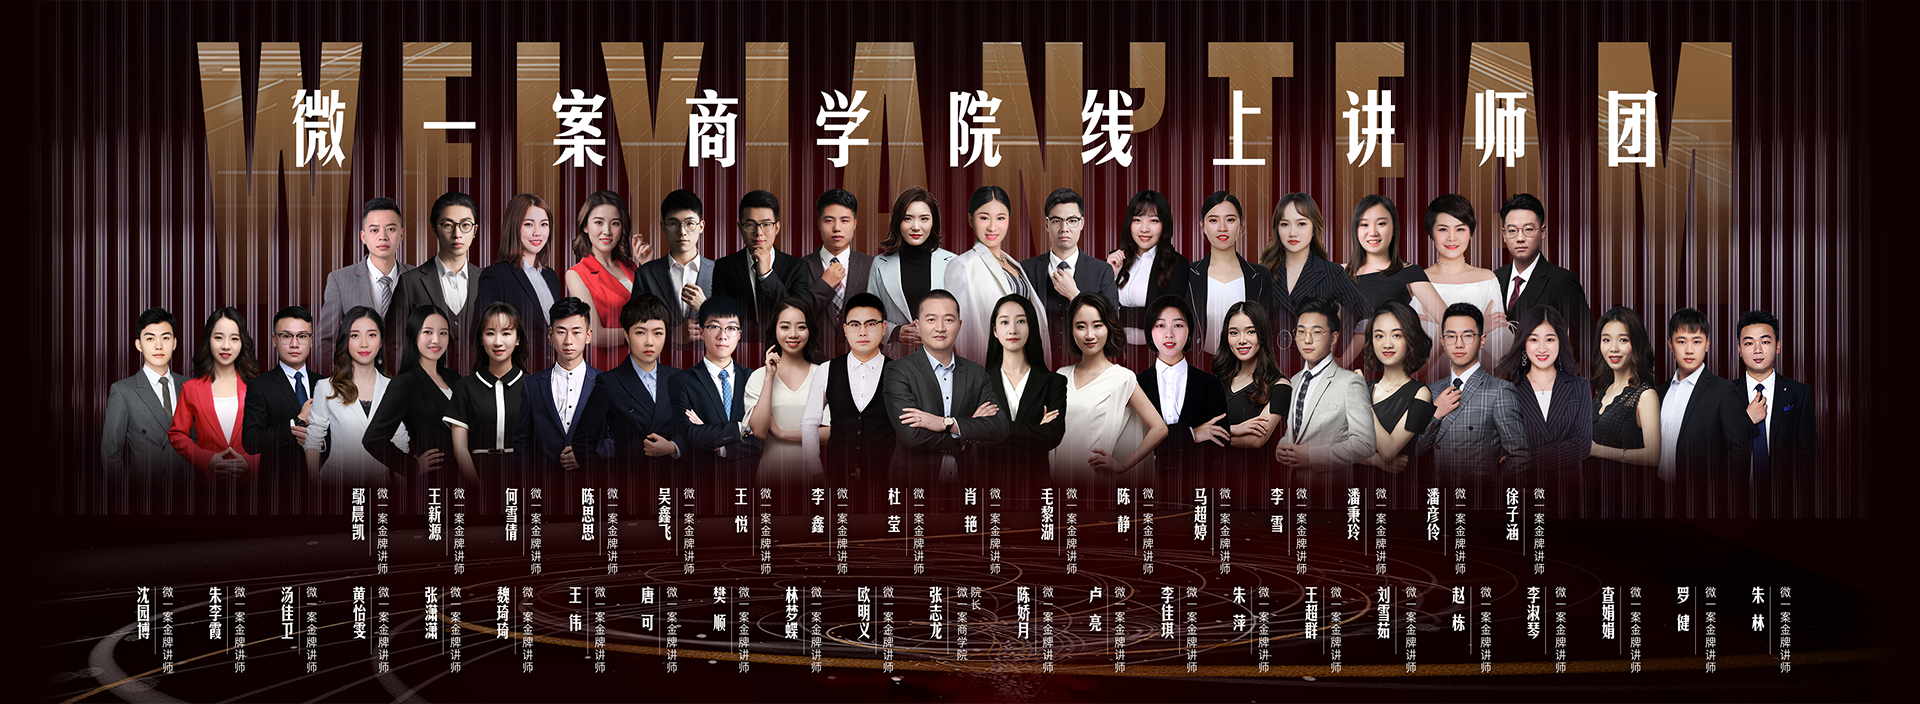 WEIYIAN TEAM
微一案商学院线上讲师团
鄢晨凯 微一案金牌讲师
王新源 微一案金牌讲师
何雪倩 微一案金牌讲师
陈思思 微一案金牌讲师
吴鑫飞 微一案金牌讲师
王悦 微一案金牌讲师
李鑫 微一案金牌讲师
杜莹 微一案金牌讲师
肖艳 微一案金牌讲师
毛黎湖 微一案金牌讲师
陈静 微一案金牌讲师
马超婷 微一案金牌讲师
李雪 微一案金牌讲师
潘秉玲 微一案金牌讲师
潘彦伶 微一案金牌讲师
徐子涵 微一案金牌讲师
沈园博 微一案金牌讲师
朱李霞 微一案金牌讲师
汤佳卫 微一案金牌讲师
黄怡雯 微一案金牌讲师
张潇潇 微一案金牌讲师
魏琦琦 微一案金牌讲师
王伟 微一案金牌讲师
唐可 微一案金牌讲师
樊顺 微一案金牌讲师
林梦蝶 微一案金牌讲师
欧明义 微一案金牌讲师
张志龙 微一案商学院 院长
陈娇月 微一案金牌讲师
卢亮 微一案金牌讲师
李佳琪 微一案金牌讲师
朱萍 微一案金牌讲师
王超群 微一案金牌讲师
刘雪茹 微一案金牌讲师
赵栋 微一案金牌讲师
李淑琴 微一案金牌讲师
查娟娟 微一案金牌讲师
罗健 微一案金牌讲师
朱林 微一案金牌讲师